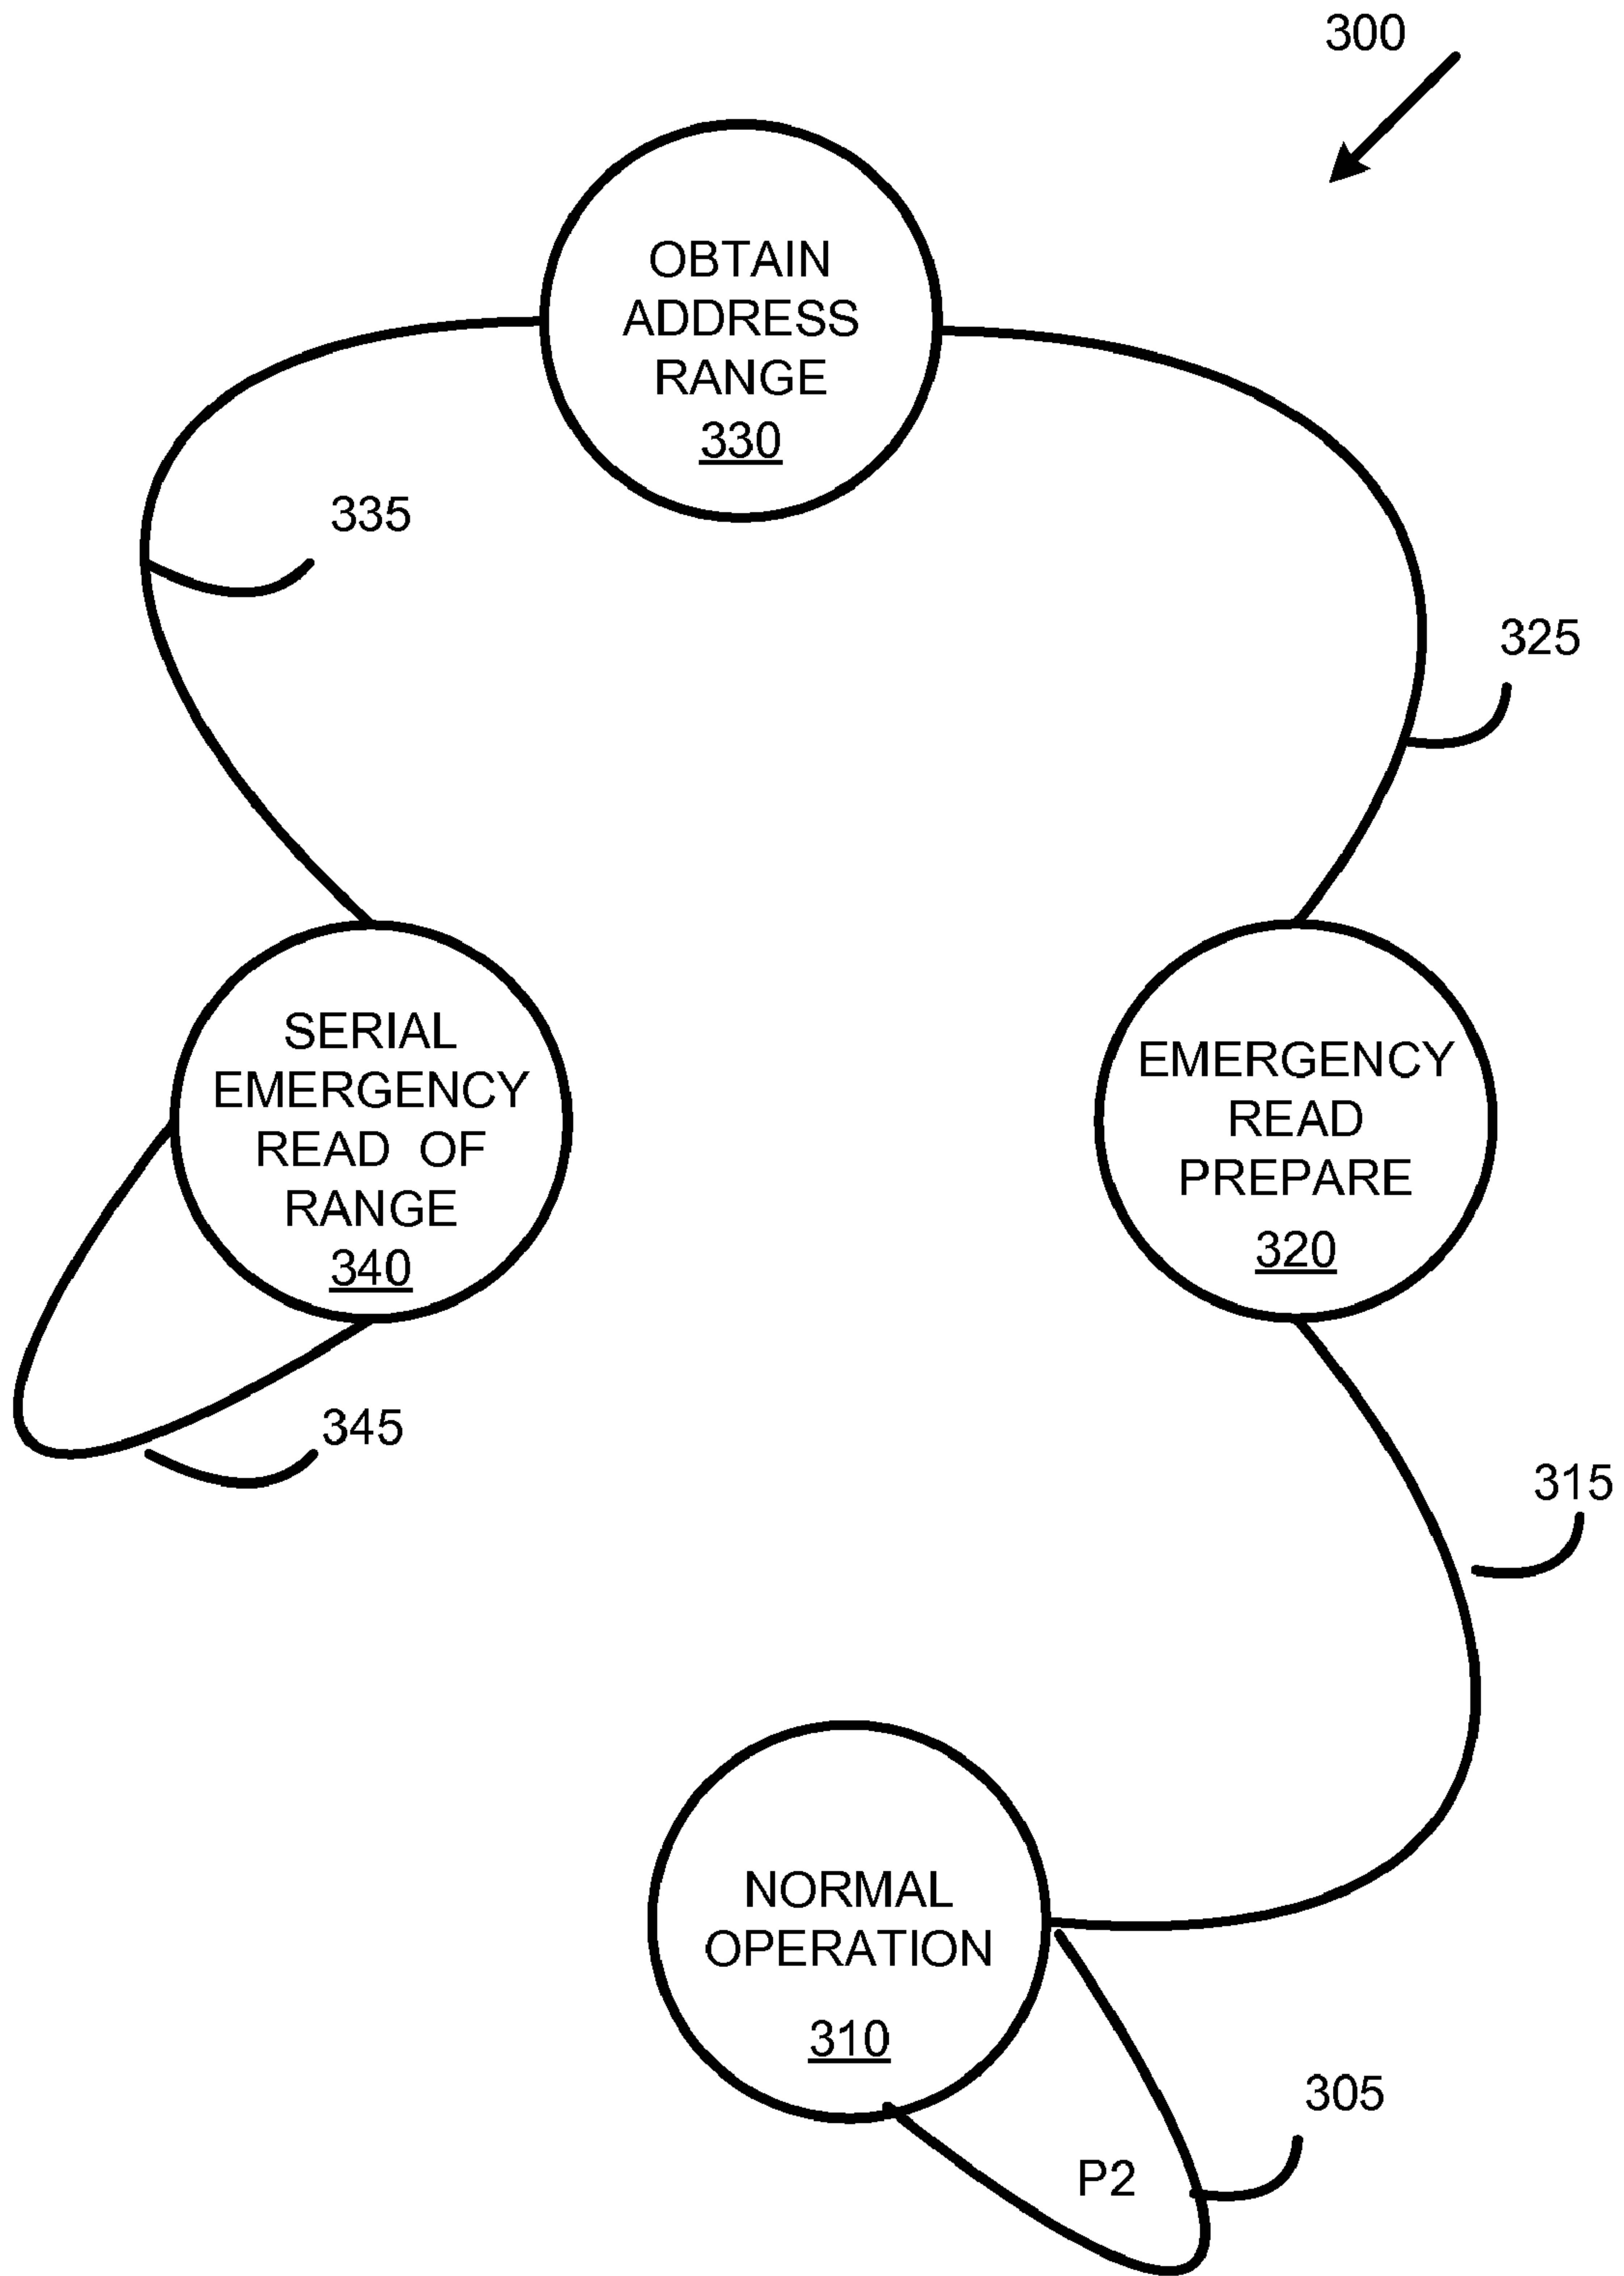 300
OBTAIN
ADDRESS
RANGE
330
335
325
SERIAL
EMERGENCY
READ OF
RANGE
340
EMERGENCY
READ
PREPARE
320
345
315
NORMAL
OPERATION
310
305
P2